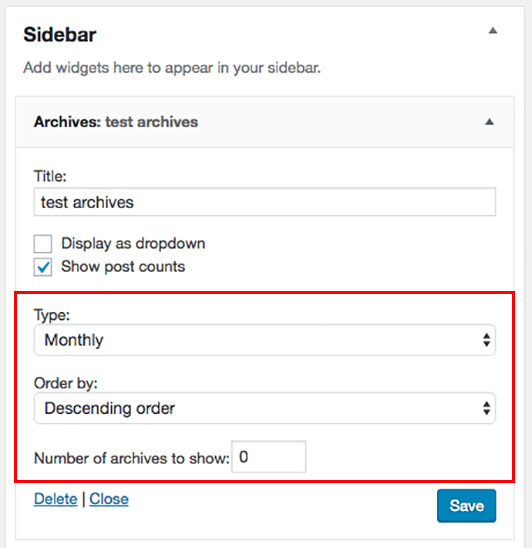 Sidebar
Add widgets here to appear in your sidebar.
Archives: test archives
Title:
test archives
Display as dropdown
Show post counts
Type:
Monthly
Order by:
Descending order
Number of archives to show: 0
Delete | Close
Save